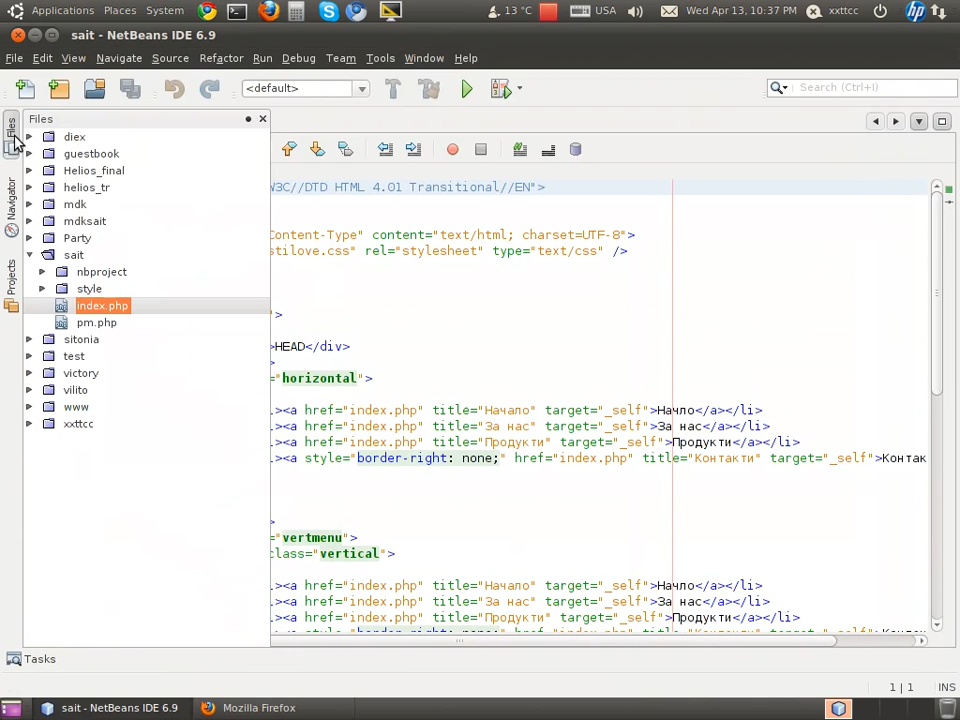 Applications Places System 13 °C USA Wed Apr 13, 10:37 PM xxttcc
sait - NetBeans IDE 6.9
File Edit View Navigate Source Refactor Run Debug Team Tools Window Help
<default> Search (Ctrl+I)
Files
Navigator
Projects
Files
diex
guestbook
Helios_final
helios_tr
mdk
mdksait
Party
sait
nbproject
style
index.php
pm.php
sitonia
test
victory
vilito
www
xxttcc
W3C//DTD HTML 4.01 Transitional//EN">
Content-Type" content="text/html; charset=UTF-8">
stilove.css" rel="stylesheet" type="text/css" />
">
>HEAD</div>
>
="horizontal">
><a href="index.php" title="Начало" target="_self">Начло</a></li>
><a href="index.php" title="За нас" target="_self">За нас</a></li>
><a href="index.php" title="Продукти" target="_self">Продукти</a></li>
><a style="border-right: none;" href="index.php" title="Контакти" target="_self">Контак
>
="vertmenu">
class="vertical">
><a href="index.php" title="Начало" target="_self">Начло</a></li>
><a href="index.php" title="За нас" target="_self">За нас</a></li>
><a href="index.php" title="Продукти" target="_self">Продукти</a></li>
Tasks
1 | 1 INS
sait - NetBeans IDE 6.9 Mozilla Firefox